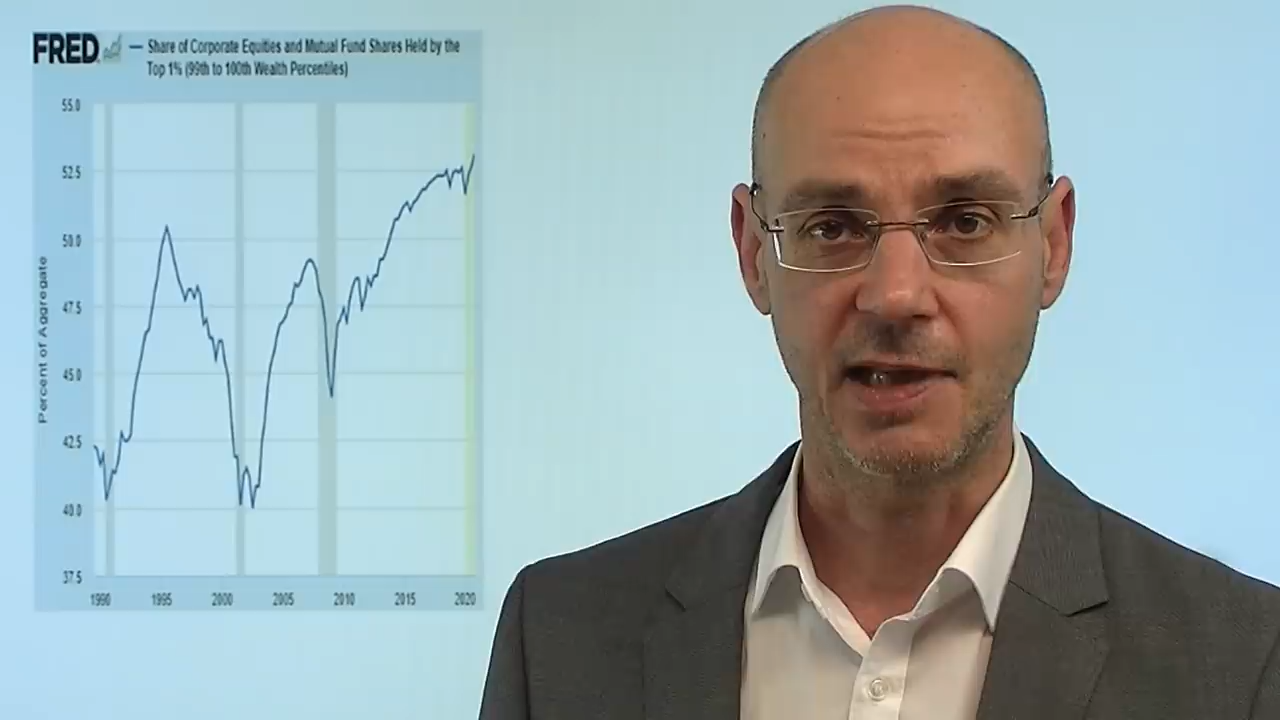 FRED
Share of Corporate Equities and Mutual Fund Shares Held by the
Top 1% (99th to 100th Wealth Percentiles)
55.0
52.5
50.0
47.5
45.0
42.5
40.0
37.5
Percent of Aggregate
1990 1995 2000 2005 2010 2015 2020